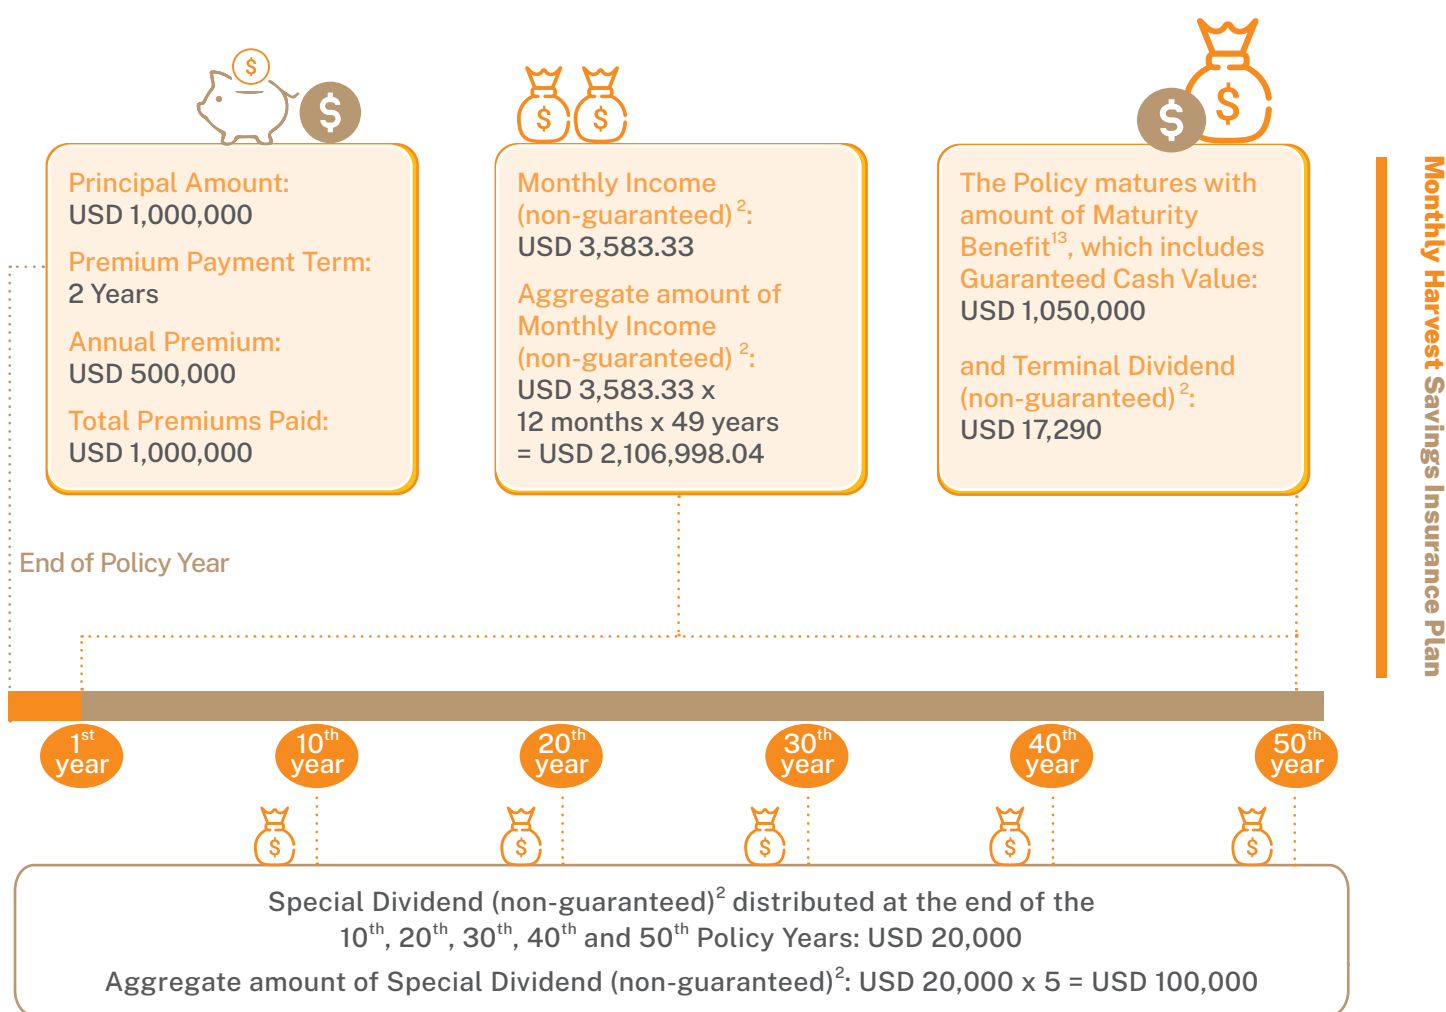 Principal Amount:
USD 1,000,000
Premium Payment Term:
2 Years
Annual Premium:
USD 500,000
Total Premiums Paid:
USD 1,000,000
Monthly Income
(non-guaranteed) 2:
USD 3,583.33
Aggregate amount of
Monthly Income
(non-guaranteed) 2:
USD 3,583.33 x
12 months x 49 years
= USD 2,106,998.04
The Policy matures with
amount of Maturity
Benefit13, which includes
Guaranteed Cash Value:
USD 1,050,000
and Terminal Dividend
(non-guaranteed) 2:
USD 17,290
Monthly Harvest Savings Insurance Plan
End of Policy Year
1st
year
10th
year
20th
year
30th
year
40th
year
50th
year
Special Dividend (non-guaranteed)2 distributed at the end of the
10th, 20th, 30th, 40th and 50th Policy Years: USD 20,000
Aggregate amount of Special Dividend (non-guaranteed)2: USD 20,000 x 5 = USD 100,000